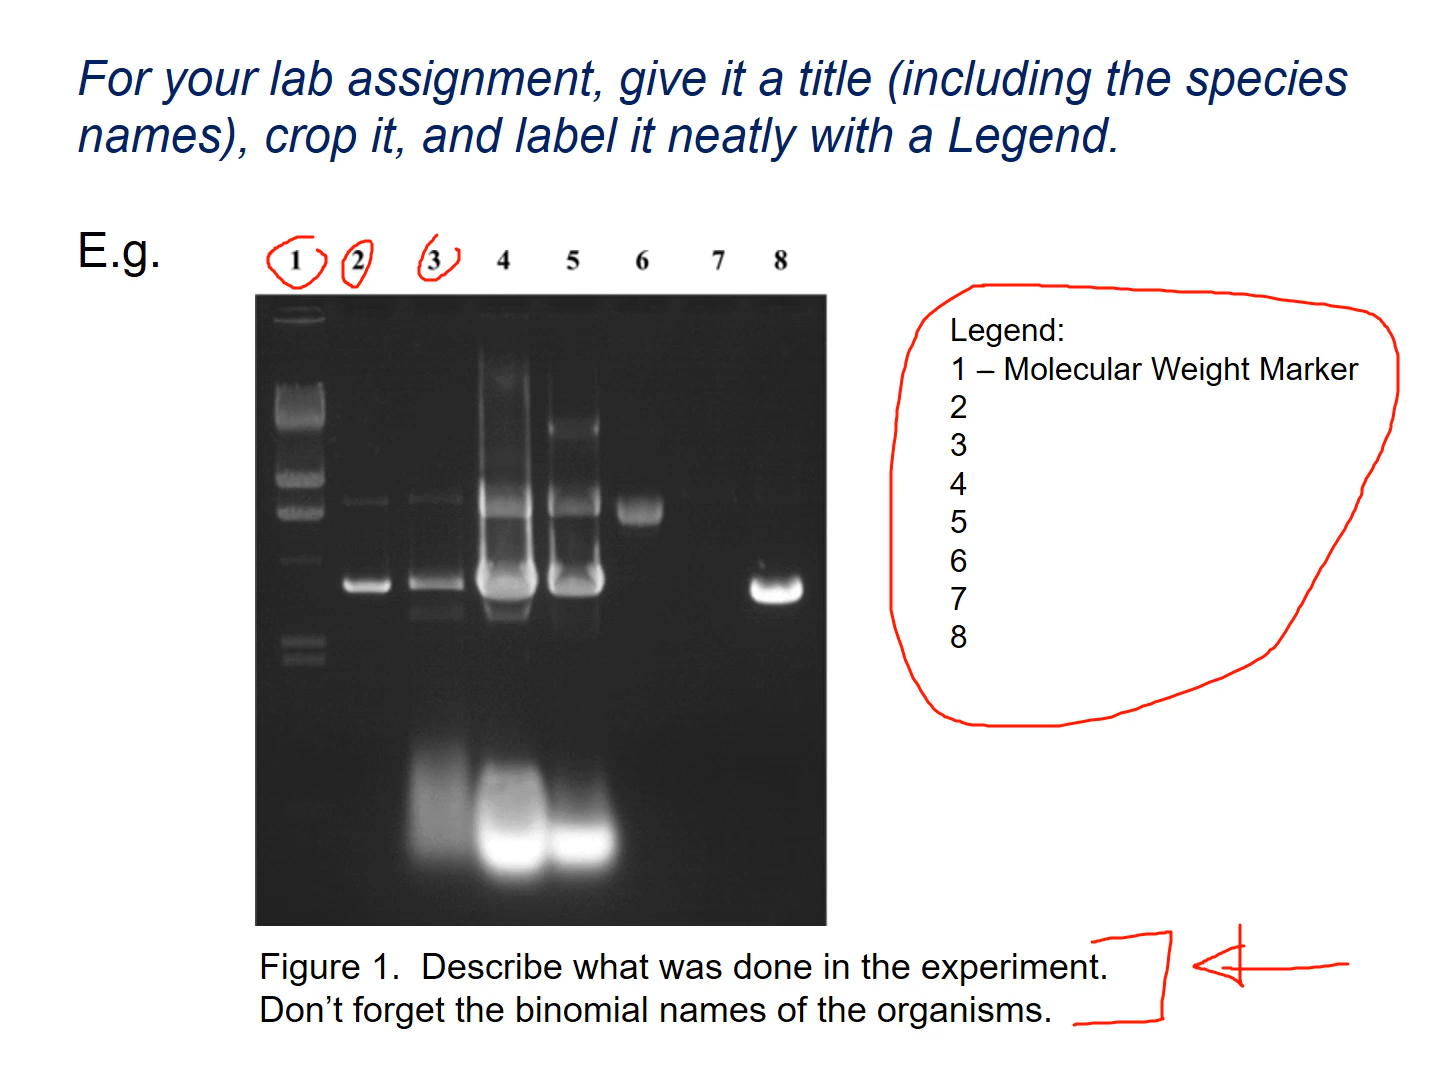 For your lab assignment, give it a title (including the species
names), crop it, and label it neatly with a Legend.
E.g.
1 2 3 4 5 6 7 8
Legend:
1 – Molecular Weight Marker
2
3
4
5
6
7
8
Figure 1.  Describe what was done in the experiment.
Don’t forget the binomial names of the organisms.